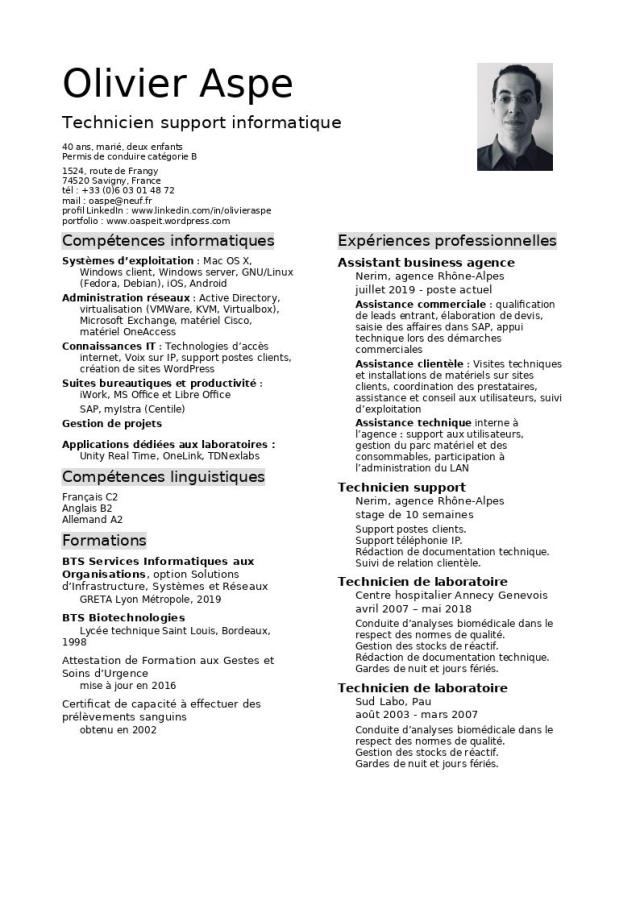 Olivier Aspe
Technicien support informatique
40 ans, marié, deux enfants
Permis de conduire catégorie B
1524, route de Frangy
74520 Savigny, France
tél : +33 (0)6 03 01 48 72
mail : oaspe@neuf.fr
profil LinkedIn : www.linkedin.com/in/olivieraspe
portfolio : www.oaspeit.wordpress.com
Compétences informatiques
Systèmes d'exploitation : Mac OS X,
Windows client, Windows server, GNU/Linux
(Fedora, Debian), iOS, Android
Administration réseaux : Active Directory,
virtualisation (VMWare, KVM, Virtualbox),
Microsoft Exchange, matériel Cisco,
matériel OneAccess
Connaissances IT : Technologies d'accès
internet, Voix sur IP, support postes clients,
création de sites WordPress
Suites bureautiques et productivité :
iWork, MS Office et Libre Office
SAP, myIstra (Centile)
Gestion de projets
Applications dédiées aux laboratoires :
Unity Real Time, OneLink, TDNexlabs
Compétences linguistiques
Français C2
Anglais B2
Allemand A2
Formations
BTS Services Informatiques aux
Organisations, option Solutions
d'Infrastructure, Systèmes et Réseaux
GRETA Lyon Métropole, 2019
BTS Biotechnologies
Lycée technique Saint Louis, Bordeaux,
1998
Attestation de Formation aux Gestes et
Soins d'Urgence
mise à jour en 2016
Certificat de capacité à effectuer des
prélèvements sanguins
obtenu en 2002
Expériences professionnelles
Assistant business agence
Nerim, agence Rhône-Alpes
juillet 2019 - poste actuel
Assistance commerciale : qualification
de leads entrant, élaboration de devis,
saisie des affaires dans SAP, appui
technique lors des démarches
commerciales
Assistance clientèle : Visites techniques
et installations de matériels sur sites
clients, coordination des prestataires,
assistance et conseil aux utilisateurs, suivi
d'exploitation
Assistance technique interne à
l'agence : support aux utilisateurs,
gestion du parc matériel et des
consommables, participation à
l'administration du LAN
Technicien support
Nerim, agence Rhône-Alpes
stage de 10 semaines
Support postes clients.
Support téléphonie IP.
Rédaction de documentation technique.
Suivi de relation clientèle.
Technicien de laboratoire
Centre hospitalier Annecy Genevois
avril 2007 – mai 2018
Conduite d'analyses biomédicale dans le
respect des normes de qualité.
Gestion des stocks de réactif.
Rédaction de documentation technique.
Gardes de nuit et jours fériés.
Technicien de laboratoire
Sud Labo, Pau
août 2003 - mars 2007
Conduite d'analyses biomédicale dans le
respect des normes de qualité.
Gestion des stocks de réactif.
Gardes de nuit et jours fériés.